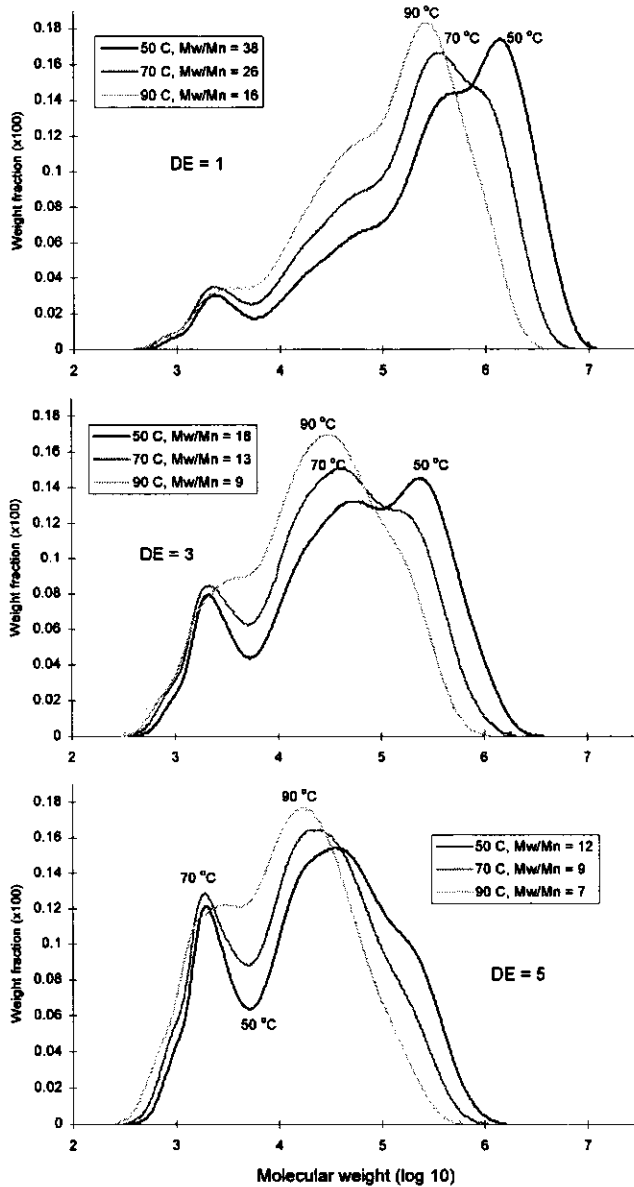 90 °C
70 °C
50 °C
50 C, Mw/Mn = 38
70 C, Mw/Mn = 26
90 C, Mw/Mn = 16
DE = 1
Weight fraction (x100)
0.18
0.16
0.14
0.12
0.1
0.08
0.06
0.04
0.02
0
2 3 4 5 6 7
90 °C
70 °C
50 °C
50 C, Mw/Mn = 18
70 C, Mw/Mn = 13
90 C, Mw/Mn = 9
DE = 3
Weight fraction (x100)
0.18
0.16
0.14
0.12
0.1
0.08
0.06
0.04
0.02
0
2 3 4 5 6 7
90 °C
70 °C
50 °C
50 C, Mw/Mn = 12
70 C, Mw/Mn = 9
90 C, Mw/Mn = 7
DE = 5
Weight fraction (x100)
0.18
0.16
0.14
0.12
0.1
0.08
0.06
0.04
0.02
0
2 3 4 5 6 7
Molecular weight (log 10)